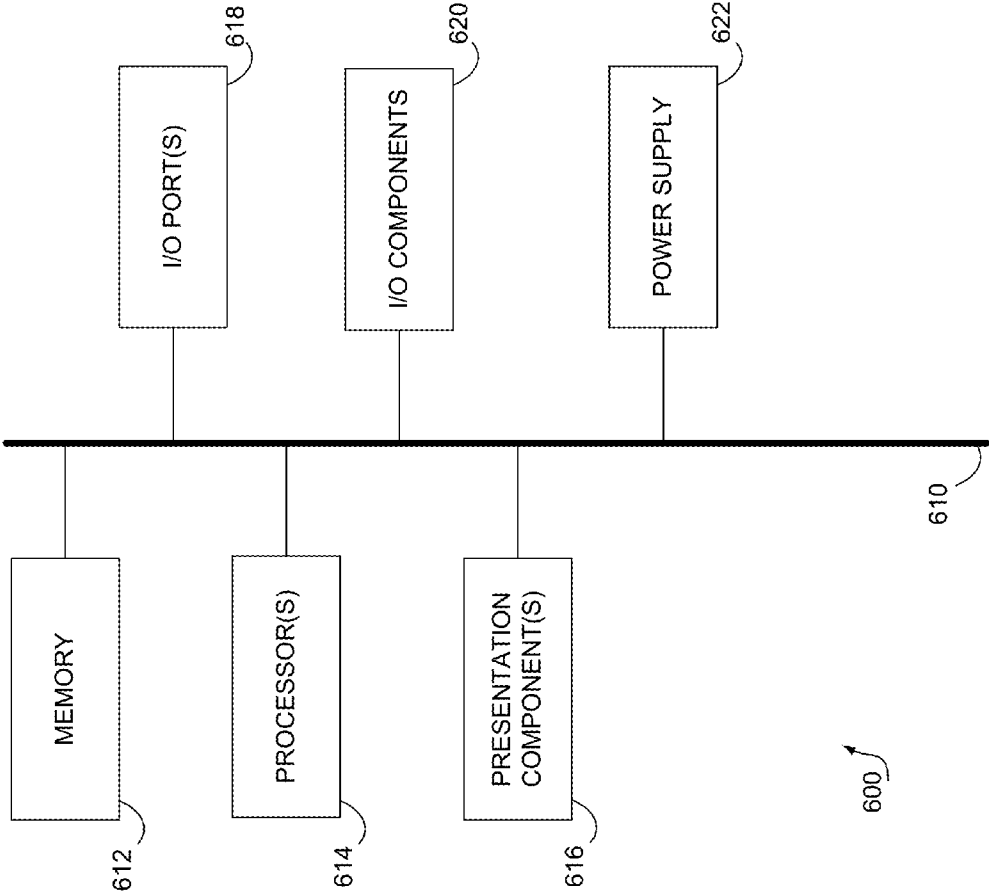 MEMORY
612
PROCESSOR(S)
614
PRESENTATION
COMPONENT(S)
616
I/O PORT(S)
618
I/O COMPONENTS
620
POWER SUPPLY
622
610
600